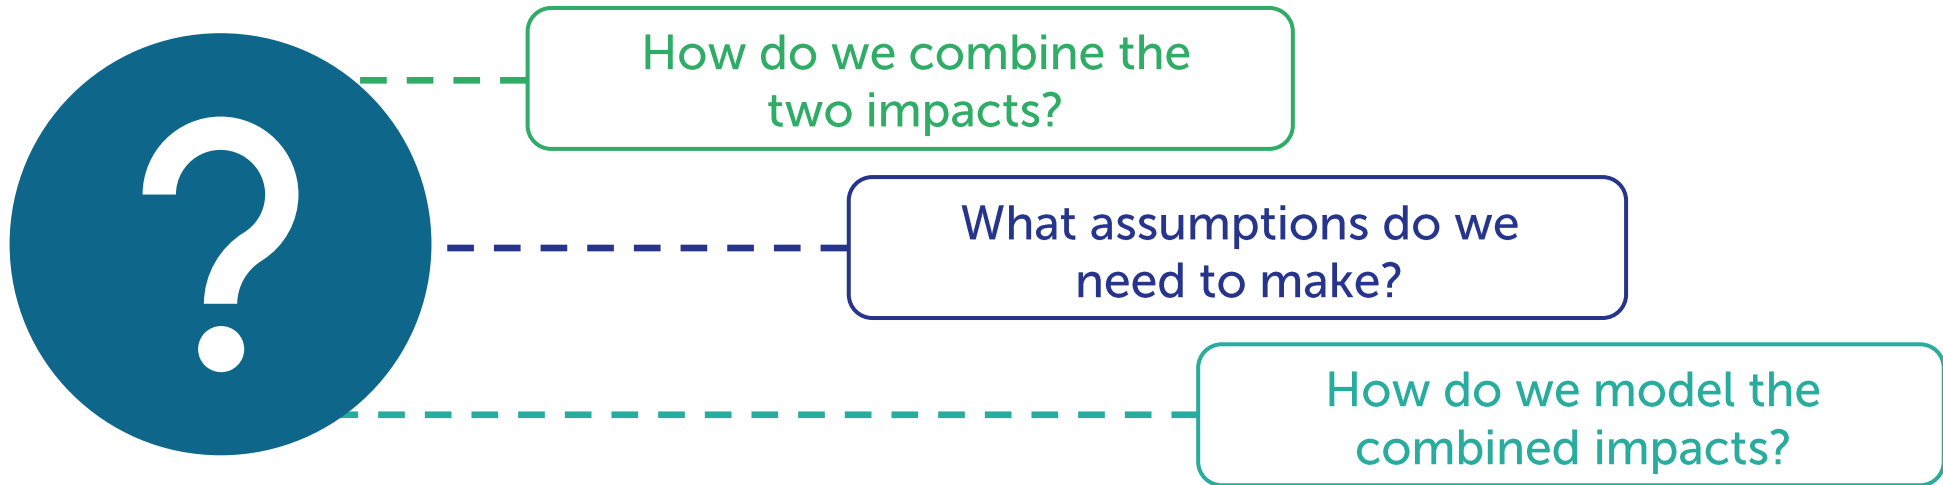 How do we combine the
two impacts?
What assumptions do we
need to make?
How do we model the
combined impacts?